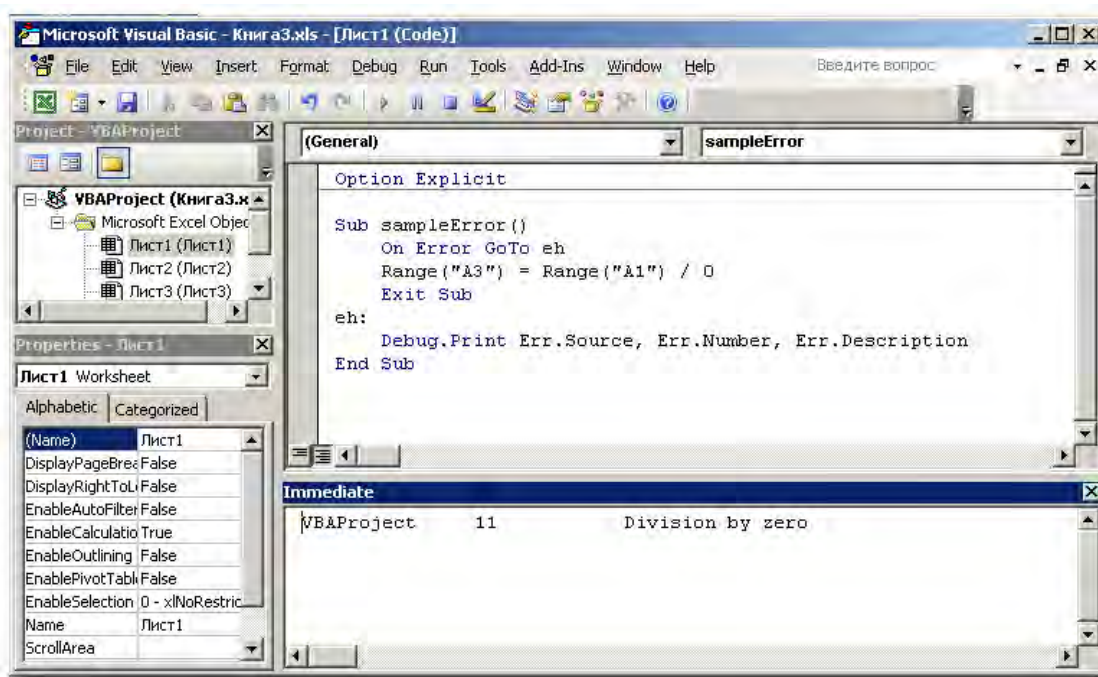 Microsoft Visual Basic - Книга3.xls - [Лист1 (Code)]
File Edit View Insert Format Debug Run Tools Add-Ins Window Help Введите вопрос
Project - VBAProject
VBAProject (Книга3.x
Microsoft Excel Objec
Лист1 (Лист1)
Лист2 (Лист2)
Лист3 (Лист3)
Properties - Лист1
Лист1 Worksheet
Alphabetic Categorized
(Name) Лист1
DisplayPageBrea False
DisplayRightToL False
EnableAutoFilter False
EnableCalculatio True
EnableOutlining False
EnablePivotTabl False
EnableSelection 0 - xlNoRestric
Name Лист1
ScrollArea
(General) sampleError
Option Explicit
Sub sampleError()
On Error GoTo eh
Range("A3") = Range("A1") / 0
Exit Sub
eh:
Debug.Print Err.Source, Err.Number, Err.Description
End Sub
Immediate
VBAProject 11 Division by zero